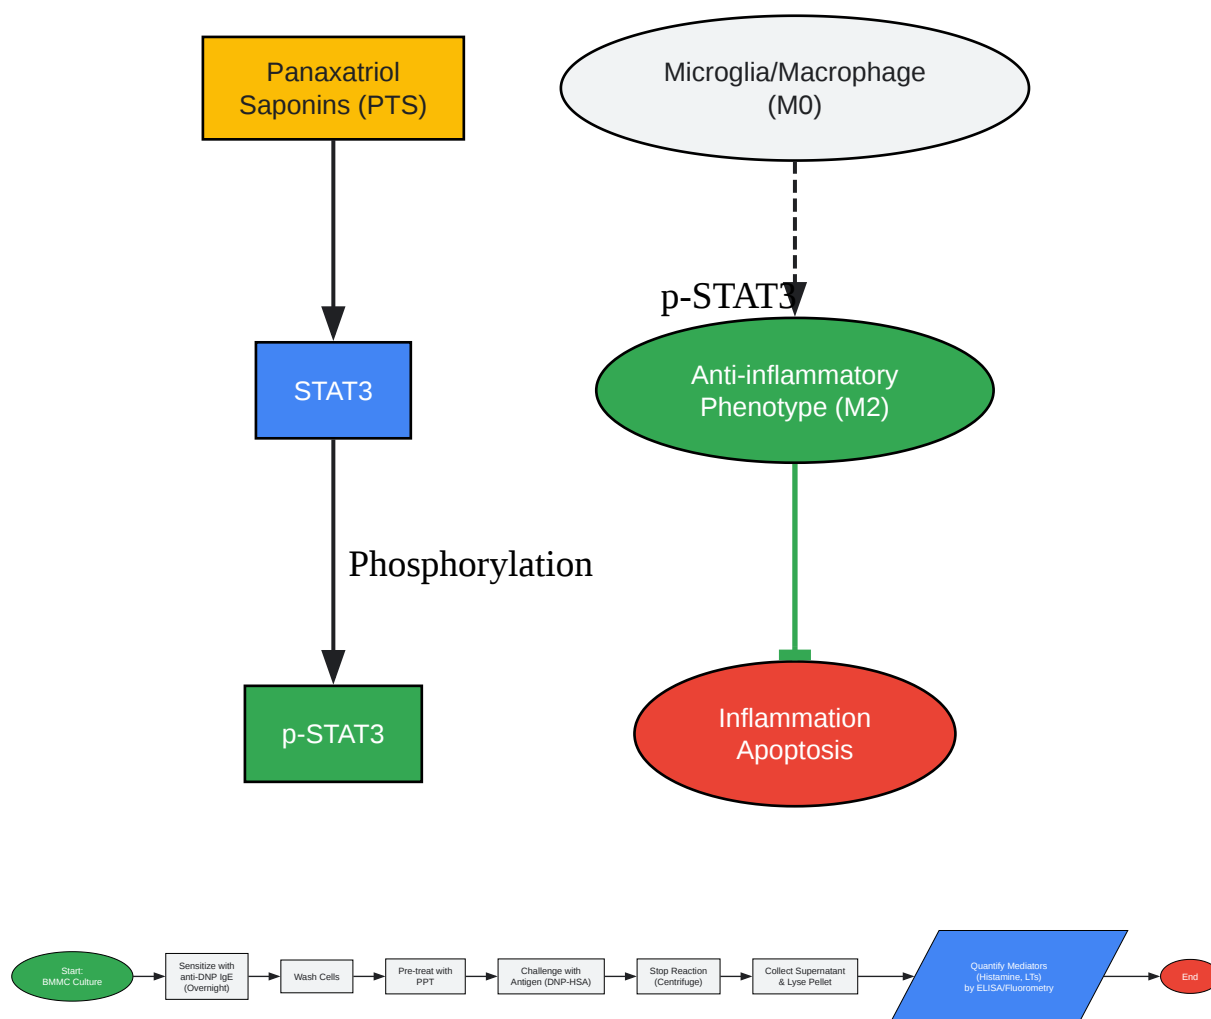 Panaxatriol
Saponins (PTS)
Microglia/Macrophage
(M0)
p-STAT3
STAT3
Anti-inflammatory
Phenotype (M2)
Phosphorylation
p-STAT3
Inflammation
Apoptosis
Start:
BMMC Culture
Sensitize with
anti-DNP IgE
(Overnight)
Wash Cells
Pre-treat with
PPT
Challenge with
Antigen (DNP-HSA)
Stop Reaction
(Centrifuge)
Collect Supernatant
& Lyse Pellet
Quantify Mediators
(Histamine, LTs)
by ELISA/Fluorometry
End